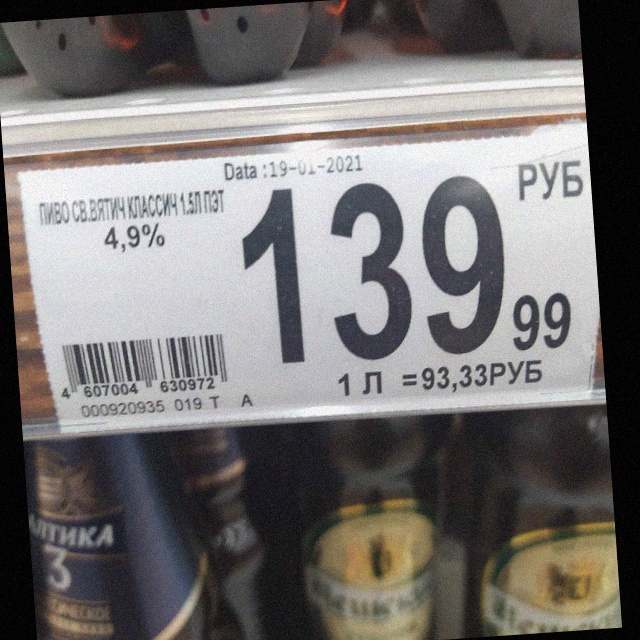 Data :19-01-2021
ПИВО СВ.ВЯТИЧ КЛАССИЧ 1.5Л ПЭТ
4,9%
139 99
РУБ
1 Л =93,33РУБ
4 607004 630972
000920935 019 Т А
3